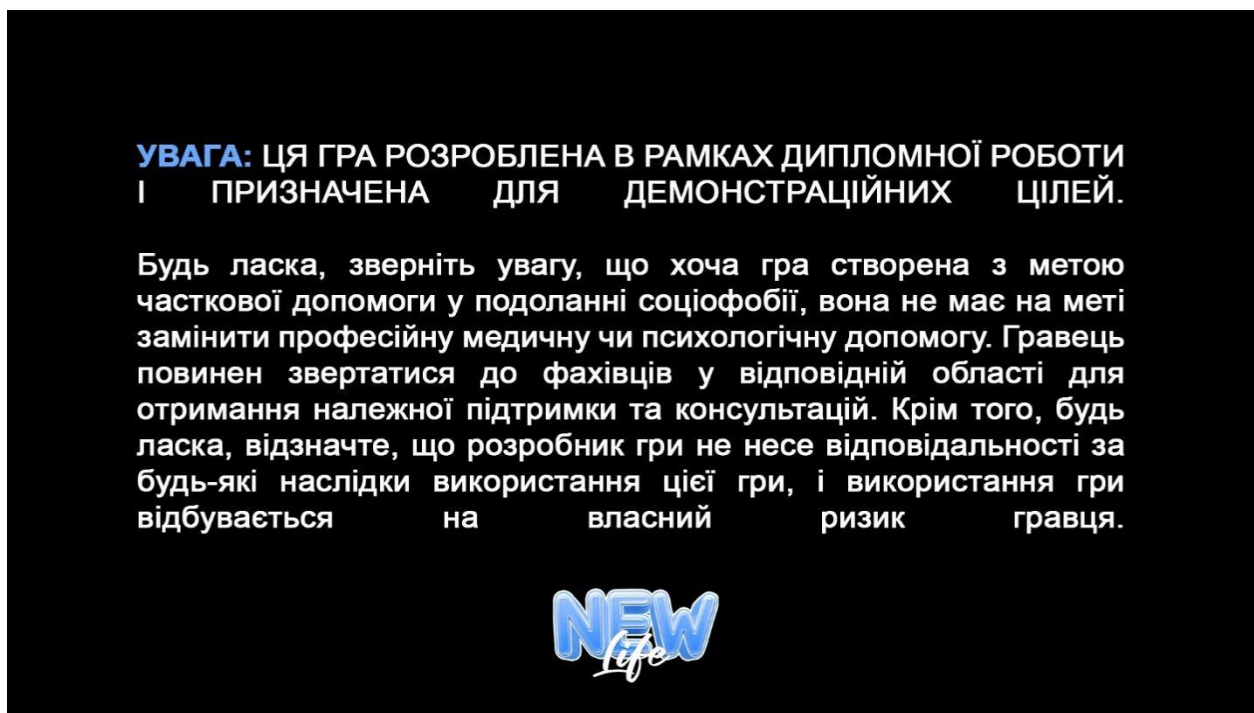 УВАГА: ЦЯ ГРА РОЗРОБЛЕНА В РАМКАХ ДИПЛОМНОЇ РОБОТИ
І ПРИЗНАЧЕНА ДЛЯ ДЕМОНСТРАЦІЙНИХ ЦІЛЕЙ.
Будь ласка, зверніть увагу, що хоча гра створена з метою
часткової допомоги у подоланні соціофобії, вона не має на меті
замінити професійну медичну чи психологічну допомогу. Гравець
повинен звертатися до фахівців у відповідній області для
отримання належної підтримки та консультацій. Крім того, будь
ласка, відзначте, що розробник гри не несе відповідальності за
будь-які наслідки використання цієї гри, і використання гри
відбувається на власний ризик гравця.
NEW
Life